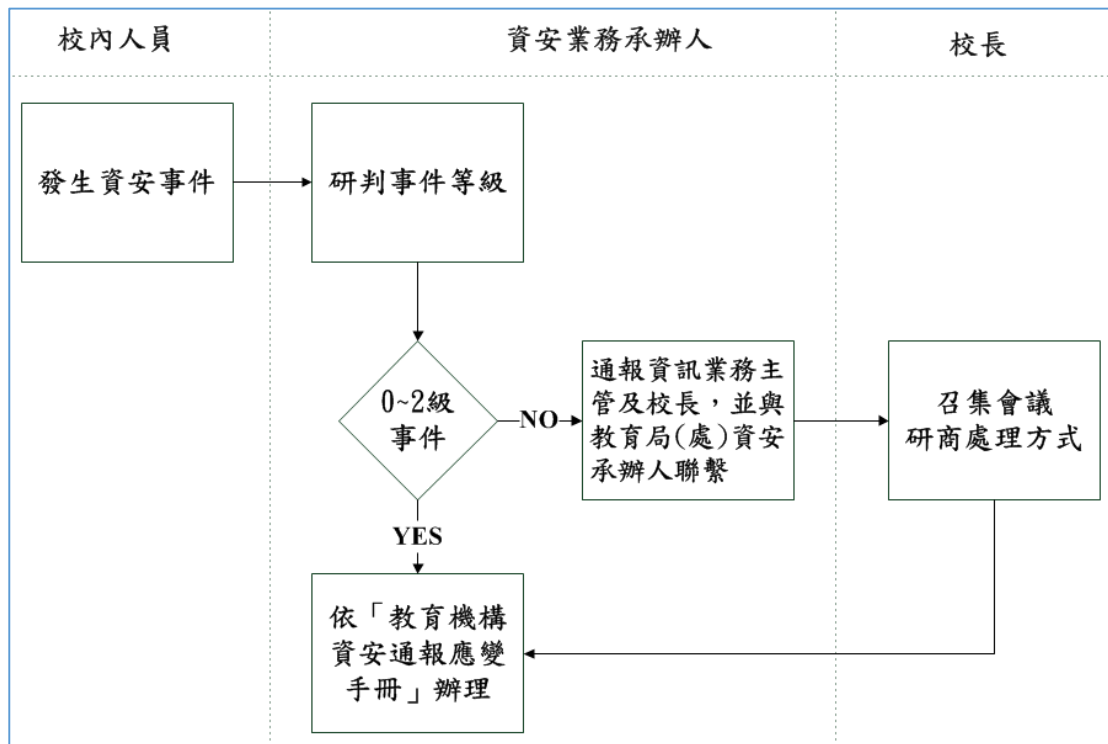 校內人員
資安業務承辦人
校長
發生資安事件
研判事件等級
0~2級
事件
NO
通報資訊業務主
管及校長，並與
教育局(處)資安
承辦人聯繫
召集會議
研商處理方式
YES
依「教育機構
資安通報應變
手冊」辦理